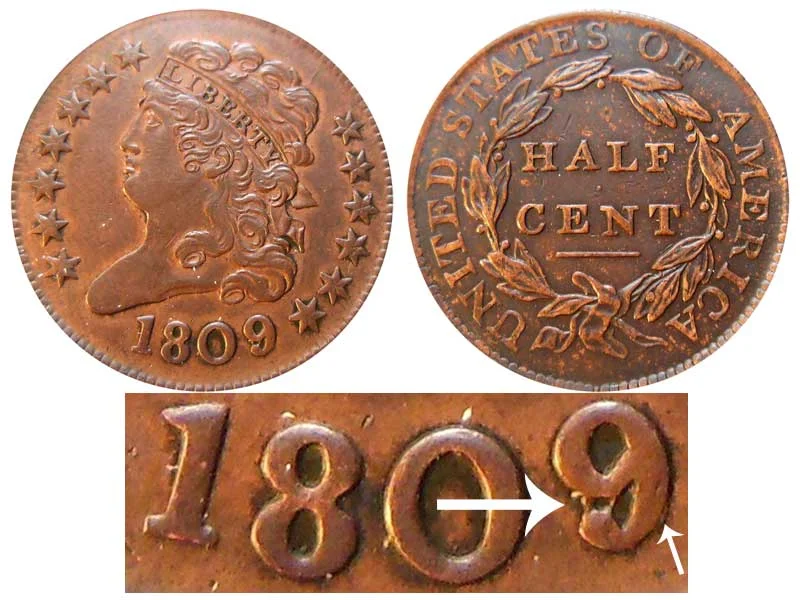 LIBERTY
1809
UNITED STATES OF AMERICA
HALF
CENT
1809